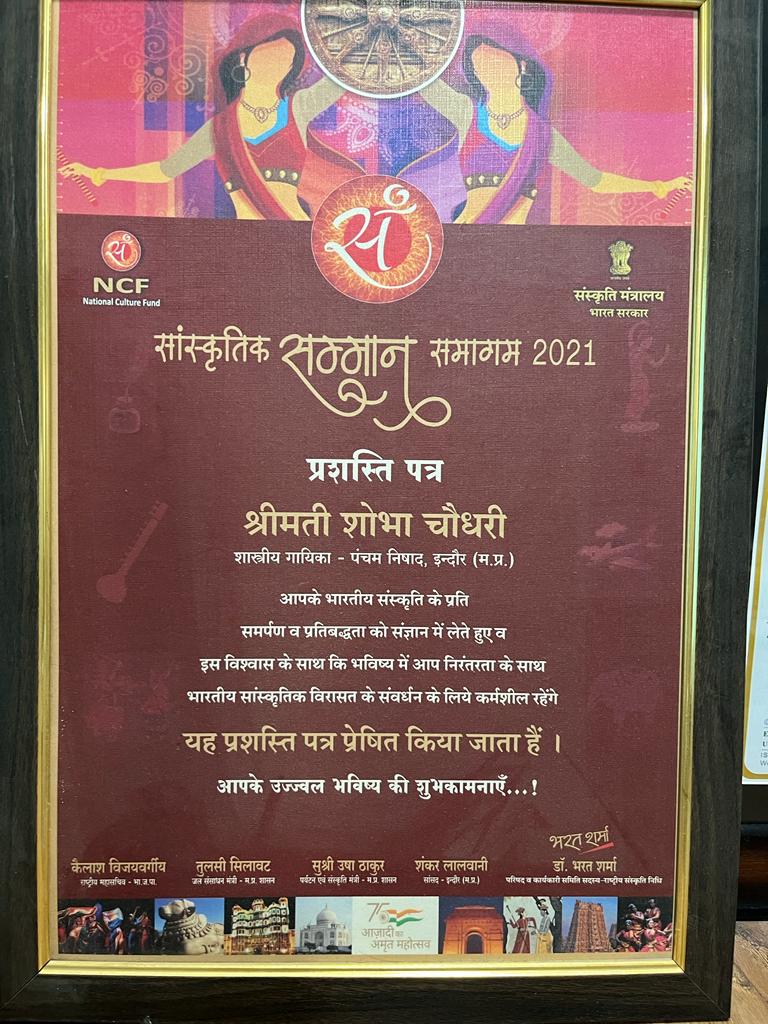 सं
सं
NCF
National Culture Fund
संस्कृति मंत्रालय
भारत सरकार
सांस्कृतिक सम्मान समागम 2021
प्रशस्ति पत्र
श्रीमती शोभा चौधरी
शास्त्रीय गायिका - पंचम निषाद, इन्दौर (म.प्र.)
आपके भारतीय संस्कृति के प्रति
समर्पण व प्रतिबद्धता को संज्ञान में लेते हुए व
इस विश्वास के साथ कि भविष्य में आप निरंतरता के साथ
भारतीय सांस्कृतिक विरासत के संवर्धन के लिये कर्मशील रहेंगे
यह प्रशस्ति पत्र प्रेषित किया जाता हैं ।
आपके उज्ज्वल भविष्य की शुभकामनाएँ...!
भरत शर्मा
कैलाश विजयवर्गीय तुलसी सिलावट सुश्री उषा ठाकुर शंकर लालवानी डॉ. भरत शर्मा
राष्ट्रीय महासचिव - भा.ज.पा. जल संसाधन मंत्री - म.प्र. शासन पर्यटन एवं संस्कृति मंत्री - म.प्र. शासन सांसद - इन्दौर (म.प्र.) परिषद व कार्यकारी समिति सदस्य-राष्ट्रीय संस्कृति निधि
75
आज़ादी का
अमृत महोत्सव